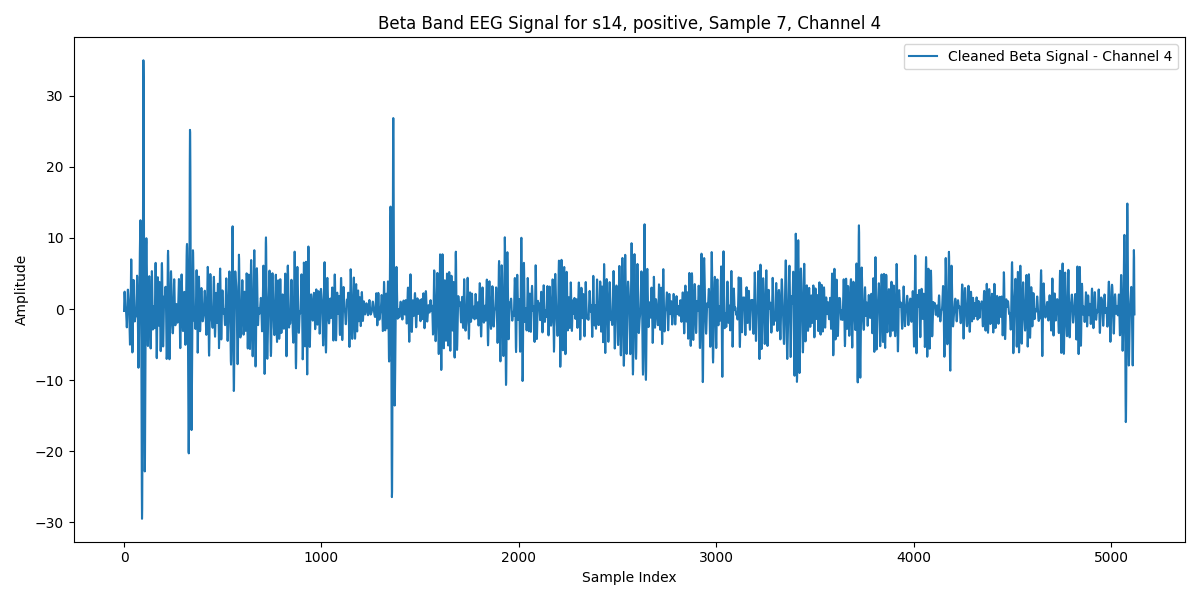 Beta Band EEG Signal for s14, positive, Sample 7, Channel 4
Cleaned Beta Signal - Channel 4
Amplitude
30
20
10
0
−10
−20
−30
0 1000 2000 3000 4000 5000
Sample Index